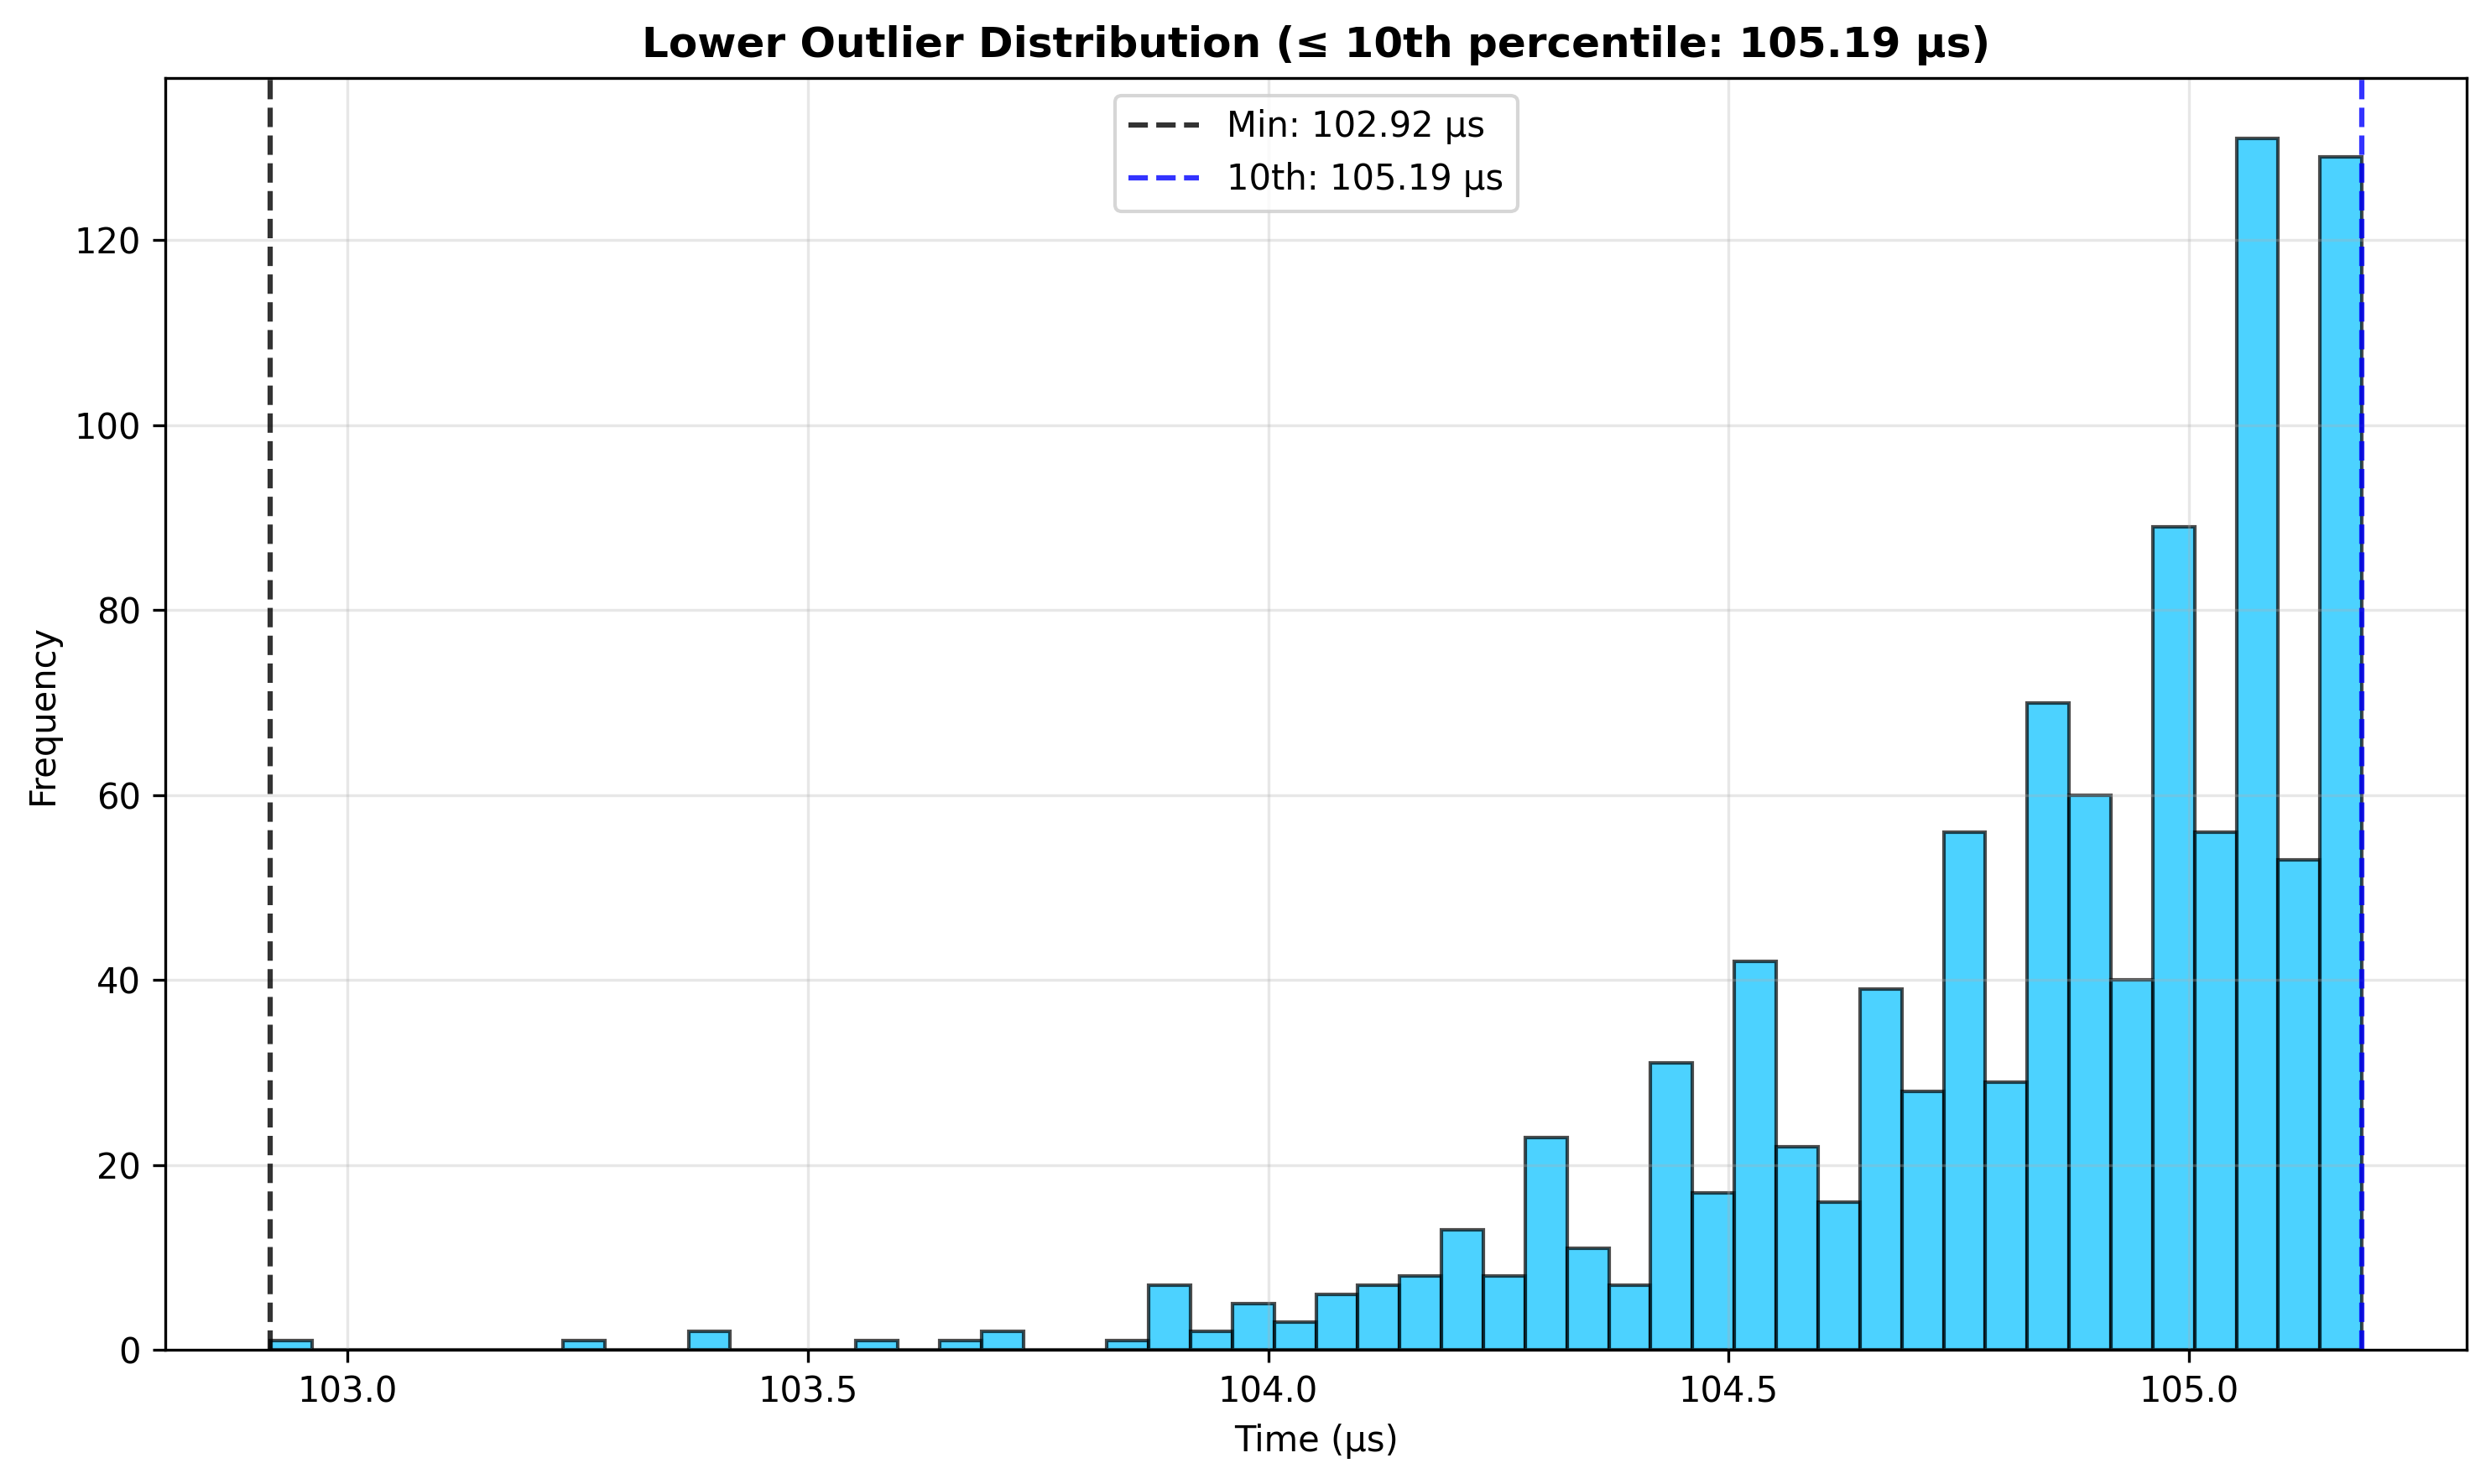 Lower Outlier Distribution (≤ 10th percentile: 105.19 µs)
Min: 102.92 µs
10th: 105.19 µs
120
100
80
60
40
20
0
Frequency
103.0 103.5 104.0 104.5 105.0
Time (µs)